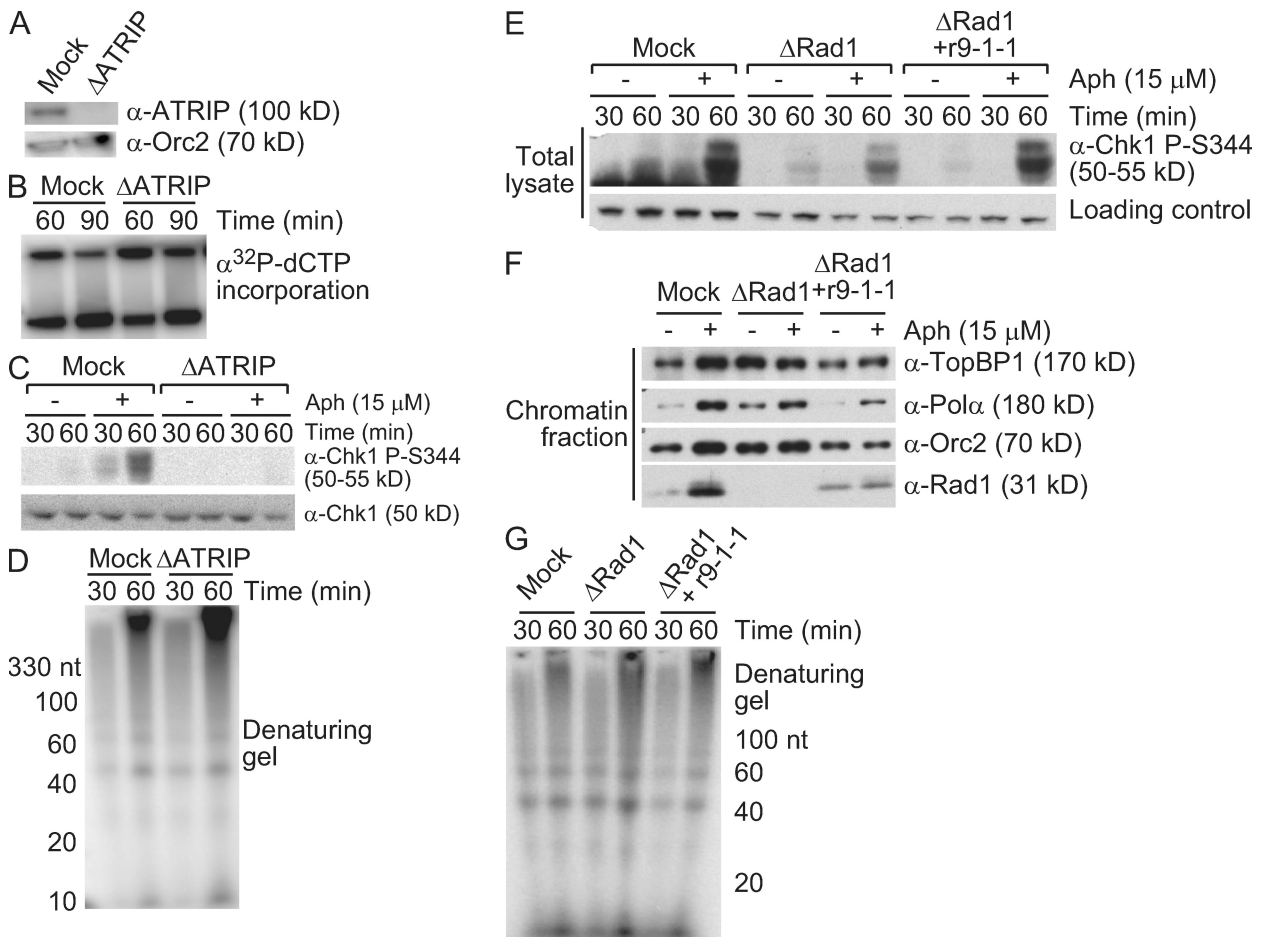 A
Mock
ΔATRIP
α-ATRIP (100 kD)
α-Orc2 (70 kD)
B
Mock ΔATRIP
60 90 60 90 Time (min)
α³²P-dCTP
incorporation
C
Mock ΔATRIP
- + - + Aph (15 μM)
30 60 30 60 30 60 30 60 Time (min)
α-Chk1 P-S344
(50-55 kD)
α-Chk1 (50 kD)
D
Mock ΔATRIP
30 60 30 60 Time (min)
330 nt
100
60
40
20
10
Denaturing
gel
E
Mock ΔRad1 ΔRad1
+r9-1-1
- + - + - + Aph (15 μM)
30 60 30 60 30 60 30 60 30 60 30 60 Time (min)
Total
lysate
α-Chk1 P-S344
(50-55 kD)
Loading control
F
Mock ΔRad1 ΔRad1
+r9-1-1
- + - + - + Aph (15 μM)
Chromatin
fraction
α-TopBP1 (170 kD)
α-Polα (180 kD)
α-Orc2 (70 kD)
α-Rad1 (31 kD)
G
Mock
ΔRad1
ΔRad1
+ r9-1-1
30 60 30 60 30 60 Time (min)
Denaturing
gel
100 nt
60
40
20